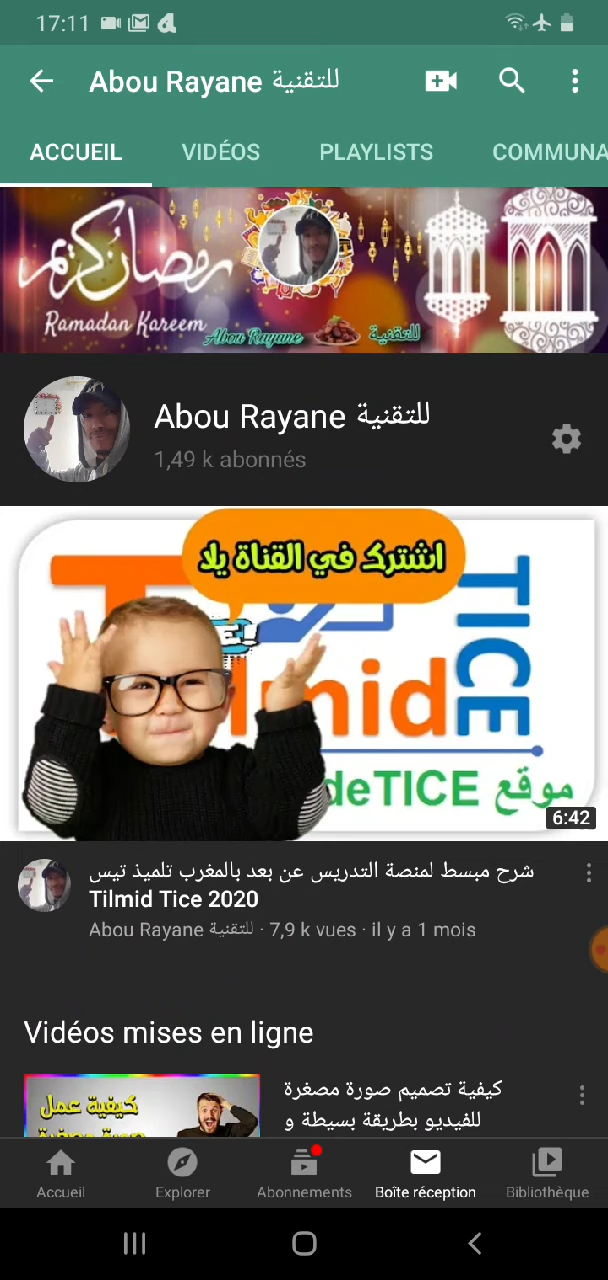 17:11
Abou Rayane للتقنية
ACCUEIL VIDÉOS PLAYLISTS COMMUNA
رمضان كريم
Ramadan Kareem
Abou Rayane للتقنية
Abou Rayane للتقنية
1,49 k abonnés
اشترك في القناة يلا
TICE
lmid
deTICE موقع
6:42
شرح مبسط لمنصة التدريس عن بعد بالمغرب تلميذ تيس
Tilmid Tice 2020
Abou Rayane للتقنية · 7,9 k vues · il y a 1 mois
Vidéos mises en ligne
كيفية عمل
كيفية تصميم صورة مصغرة
للفيديو بطريقة بسيطة و
Accueil Explorer Abonnements Boîte réception Bibliothèque